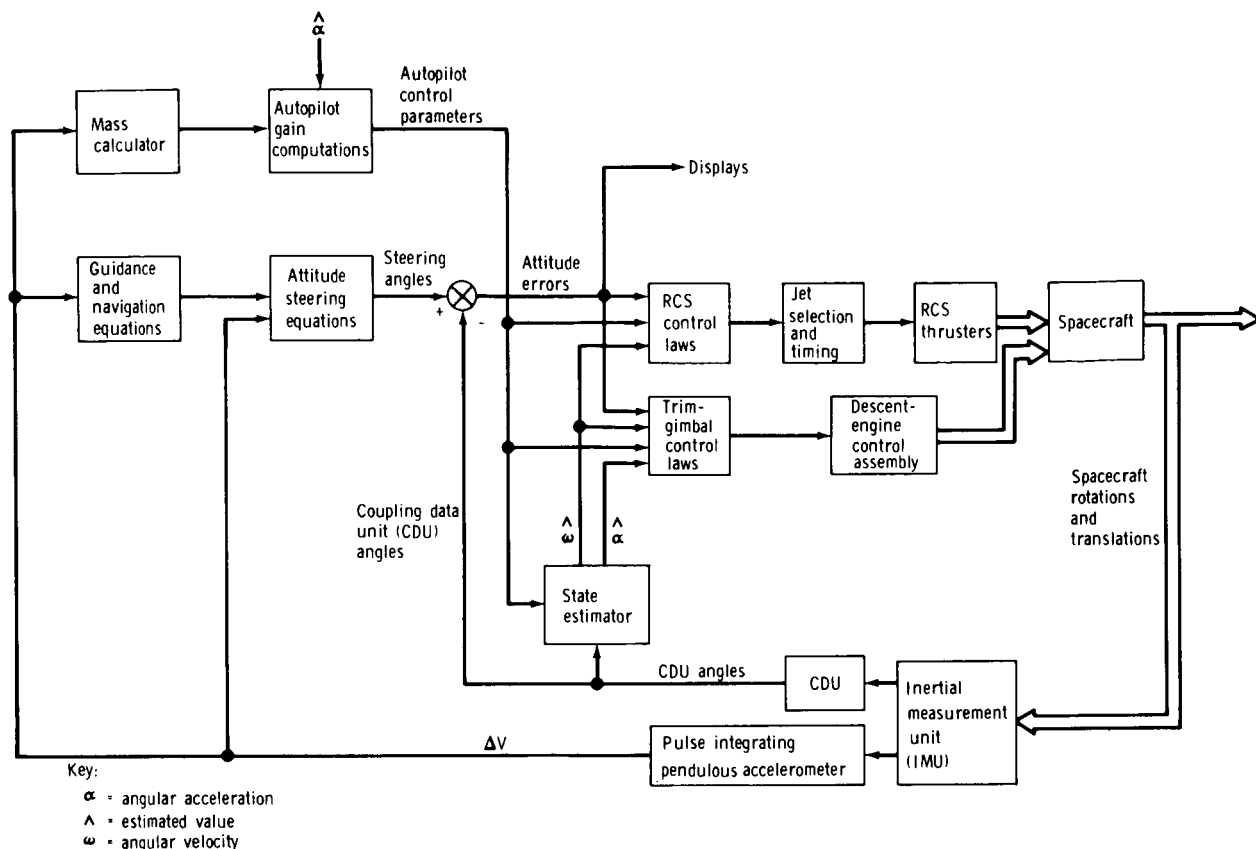 α̂
Mass
calculator
Autopilot
gain
computations
Autopilot
control
parameters
Displays
Guidance
and
navigation
equations
Attitude
steering
equations
Steering
angles
+
-
Attitude
errors
RCS
control
laws
Jet
selection
and
timing
RCS
thrusters
Spacecraft
Trim-
gimbal
control
laws
Descent-
engine
control
assembly
Spacecraft
rotations
and
translations
Coupling data
unit (CDU)
angles
ω̂
α̂
State
estimator
CDU angles
CDU
Inertial
measurement
unit
(IMU)
ΔV
Pulse integrating
pendulous accelerometer
Key:
α = angular acceleration
^ = estimated value
ω = angular velocity